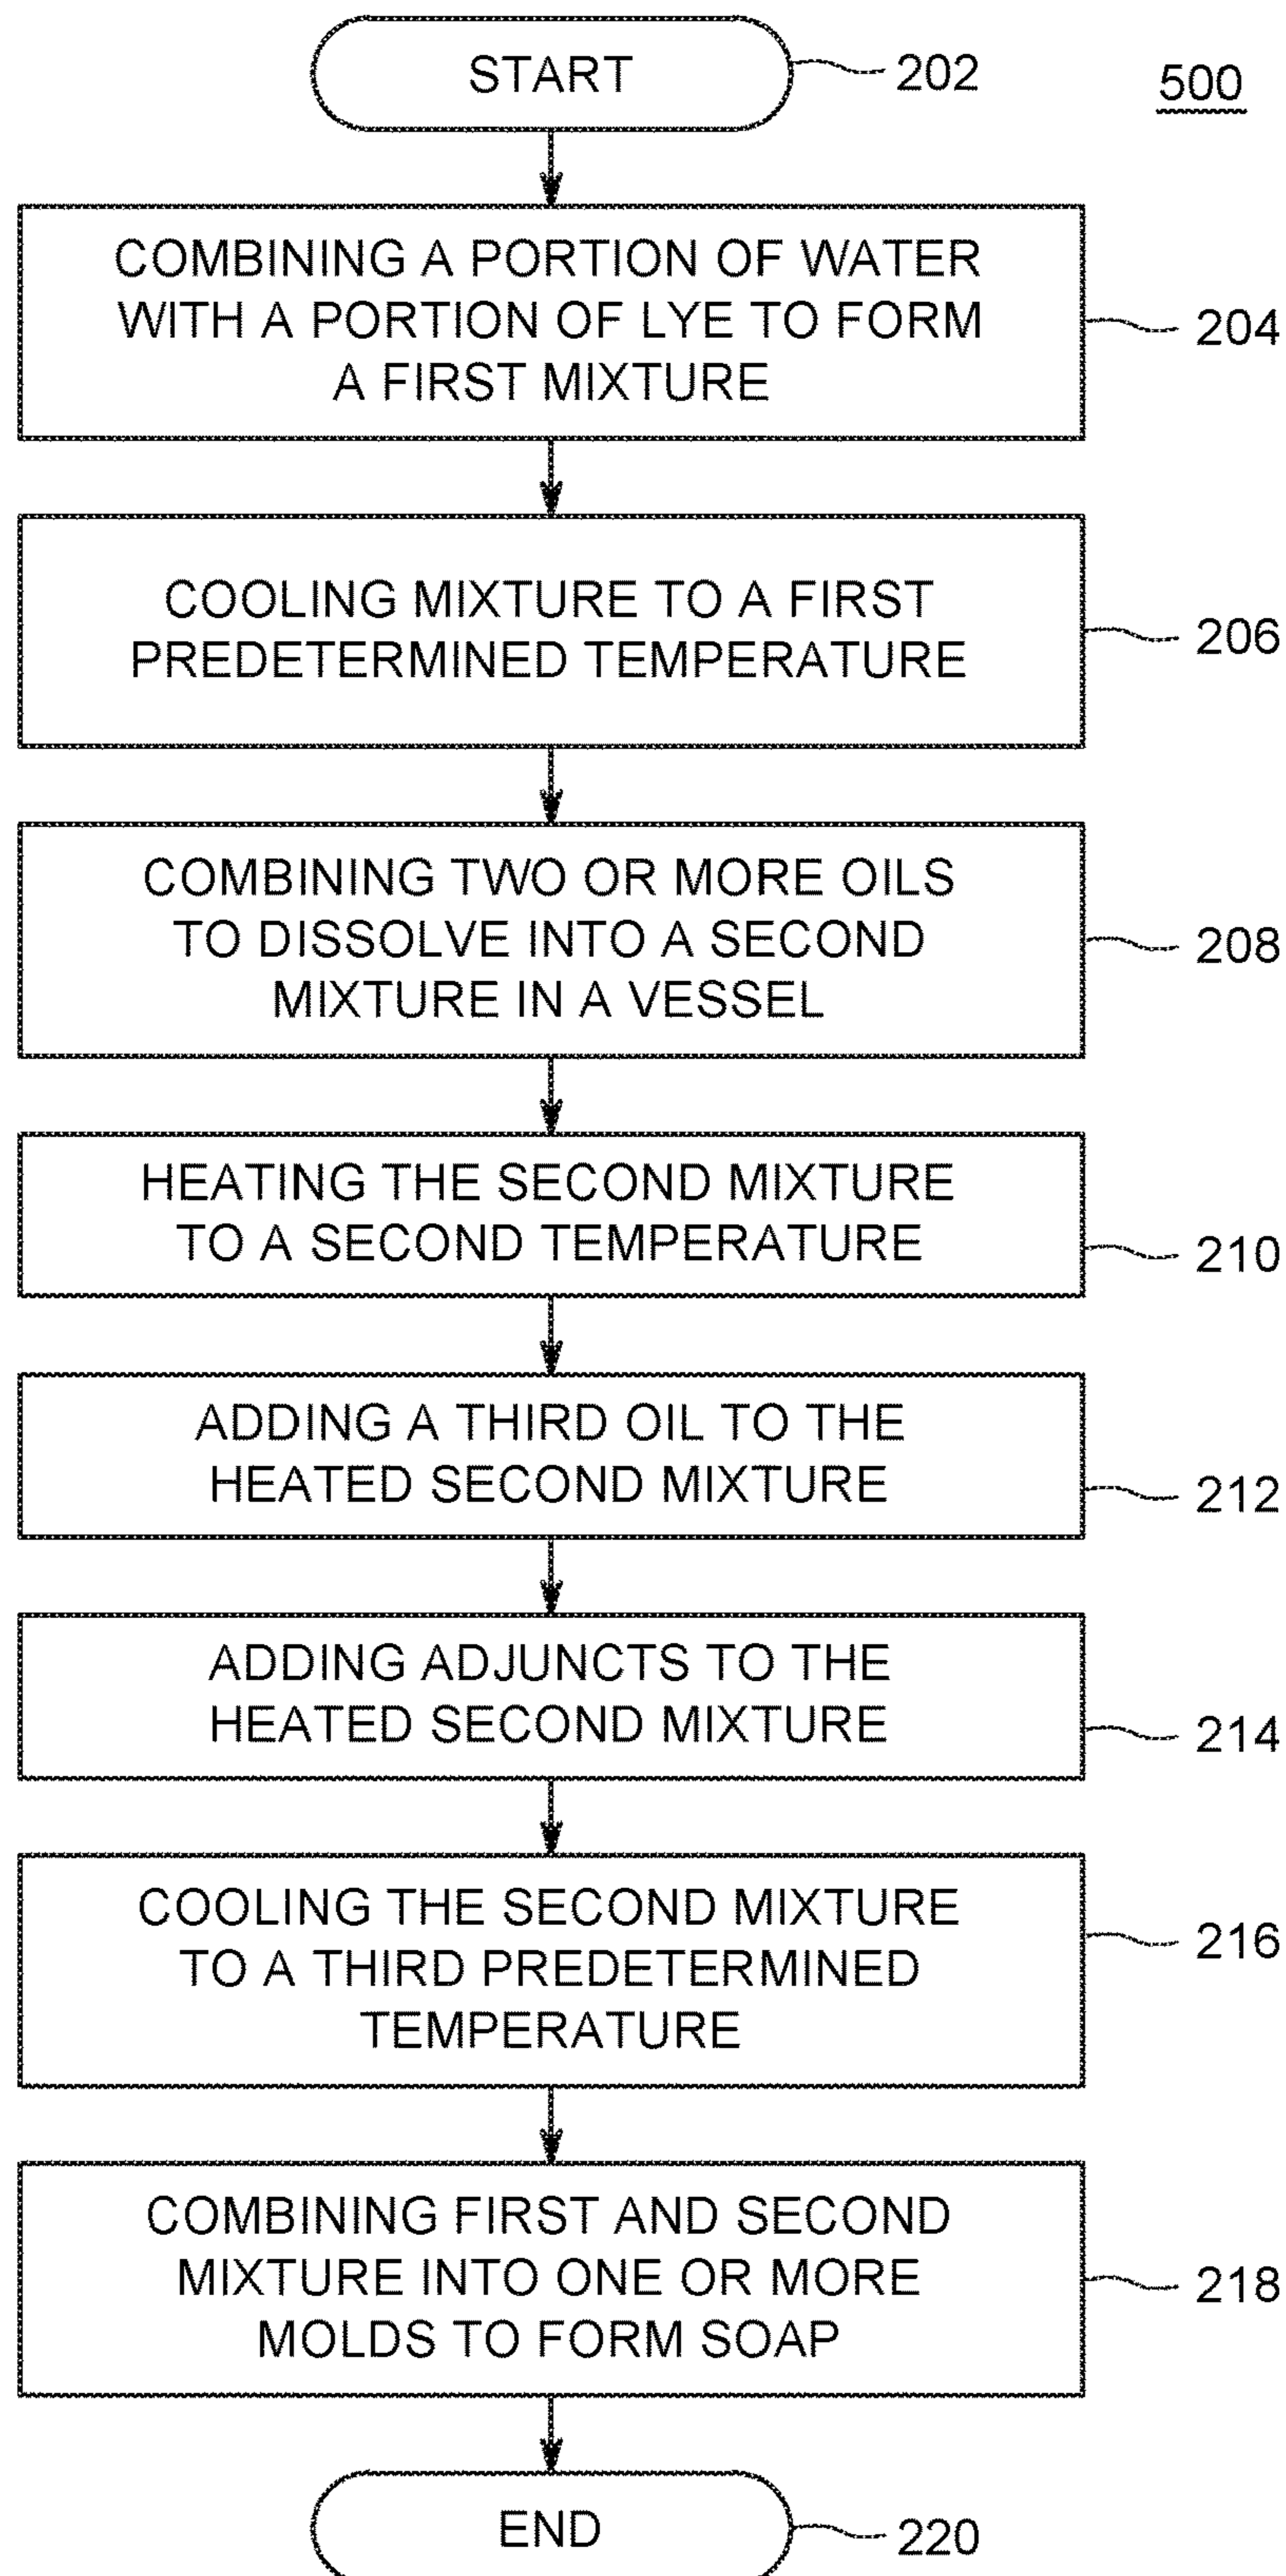 START
202
500
COMBINING A PORTION OF WATER
WITH A PORTION OF LYE TO FORM
A FIRST MIXTURE
204
COOLING MIXTURE TO A FIRST
PREDETERMINED TEMPERATURE
206
COMBINING TWO OR MORE OILS
TO DISSOLVE INTO A SECOND
MIXTURE IN A VESSEL
208
HEATING THE SECOND MIXTURE
TO A SECOND TEMPERATURE
210
ADDING A THIRD OIL TO THE
HEATED SECOND MIXTURE
212
ADDING ADJUNCTS TO THE
HEATED SECOND MIXTURE
214
COOLING THE SECOND MIXTURE
TO A THIRD PREDETERMINED
TEMPERATURE
216
COMBINING FIRST AND SECOND
MIXTURE INTO ONE OR MORE
MOLDS TO FORM SOAP
218
END
220